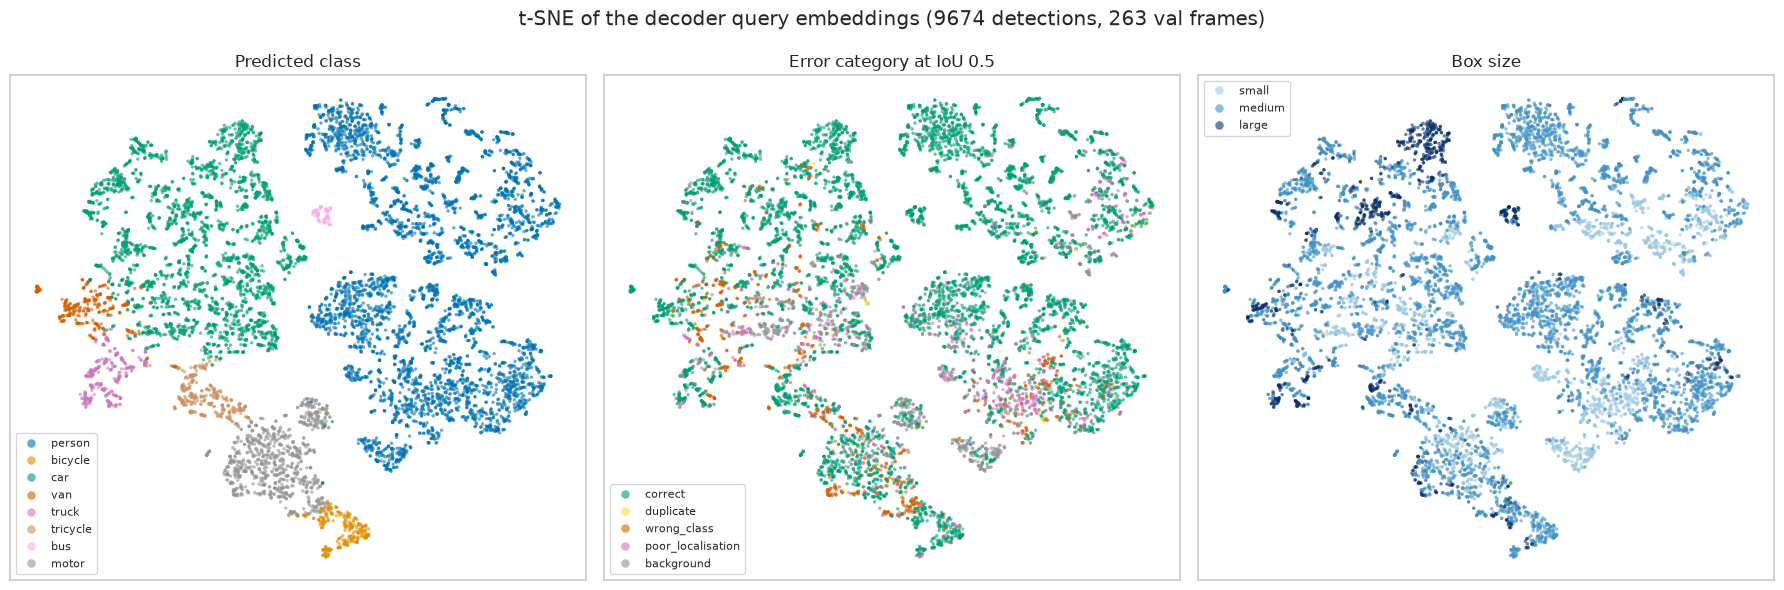 t-SNE of the decoder query embeddings (9674 detections, 263 val frames)
Predicted class
person
bicycle
car
van
truck
tricycle
bus
motor
Error category at IoU 0.5
correct
duplicate
wrong_class
poor_localisation
background
Box size
small
medium
large